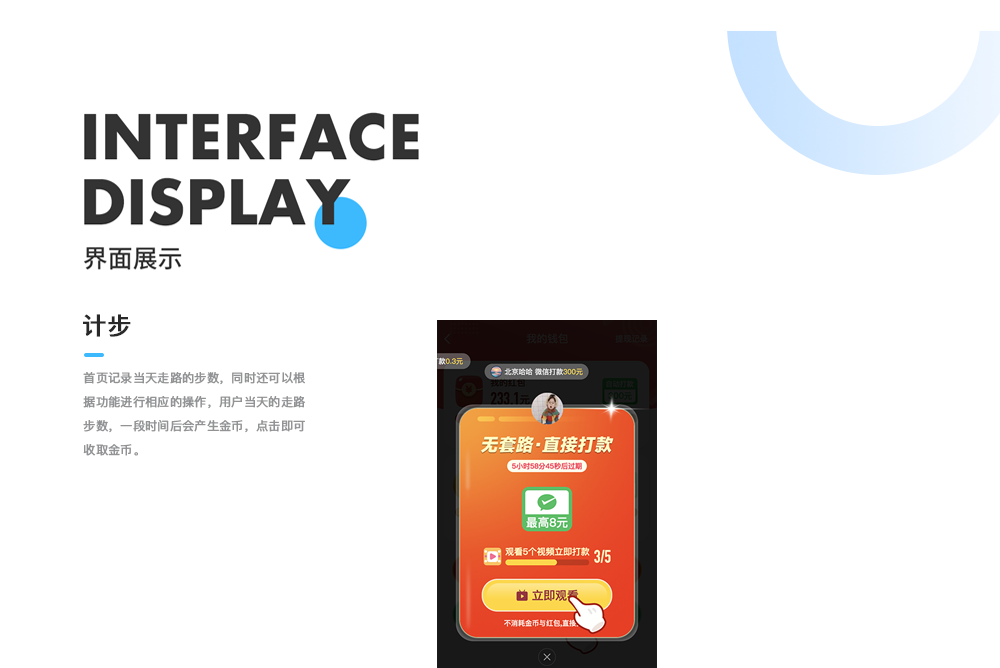 INTERFACE
DISPLAY
界面展示
计步
首页记录当天走路的步数，同时还可以根
据功能进行相应的操作，用户当天的走路
步数，一段时间后会产生金币，点击即可
收取金币。
我的钱包
款0.3元
北京哈哈 微信打款300元
我的红包
233.1元
无套路·直接打款
5小时58分45秒后过期
最高8元
观看5个视频立即打款 3/5
立即观看
不消耗金币与红包,直接